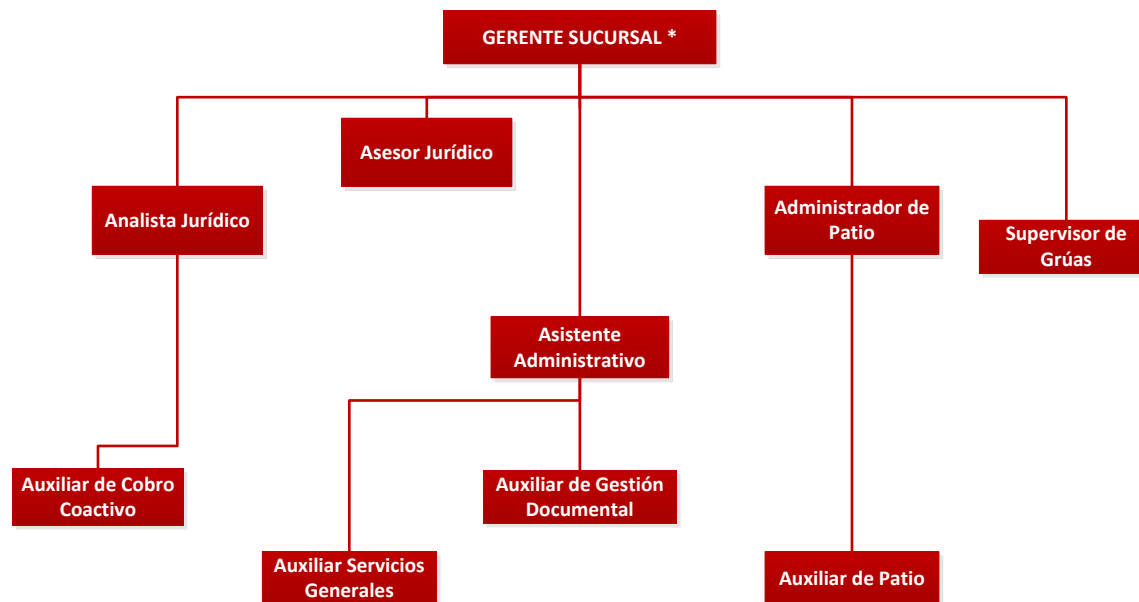 GERENTE SUCURSAL *
Asesor Jurídico
Analista Jurídico
Administrador de
Patio
Supervisor de
Grúas
Asistente
Administrativo
Auxiliar de Cobro
Coactivo
Auxiliar de Gestión
Documental
Auxiliar Servicios
Generales
Auxiliar de Patio